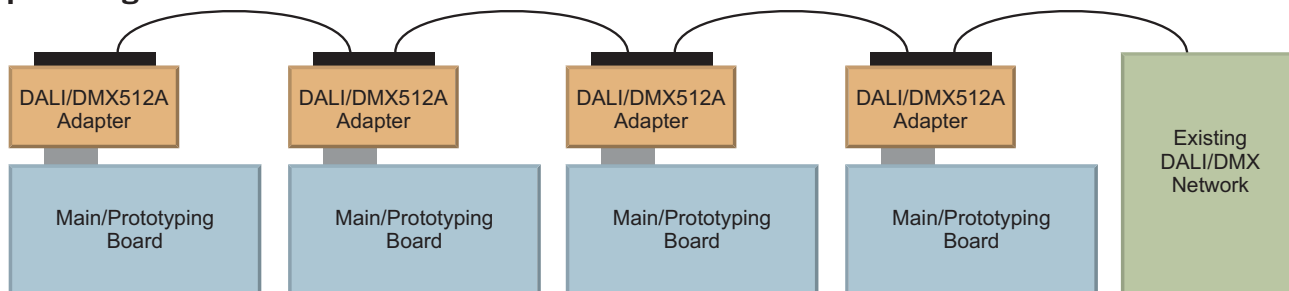 DALI/DMX512A
Adapter
DALI/DMX512A
Adapter
DALI/DMX512A
Adapter
DALI/DMX512A
Adapter
Existing
DALI/DMX
Network
Main/Prototyping
Board
Main/Prototyping
Board
Main/Prototyping
Board
Main/Prototyping
Board